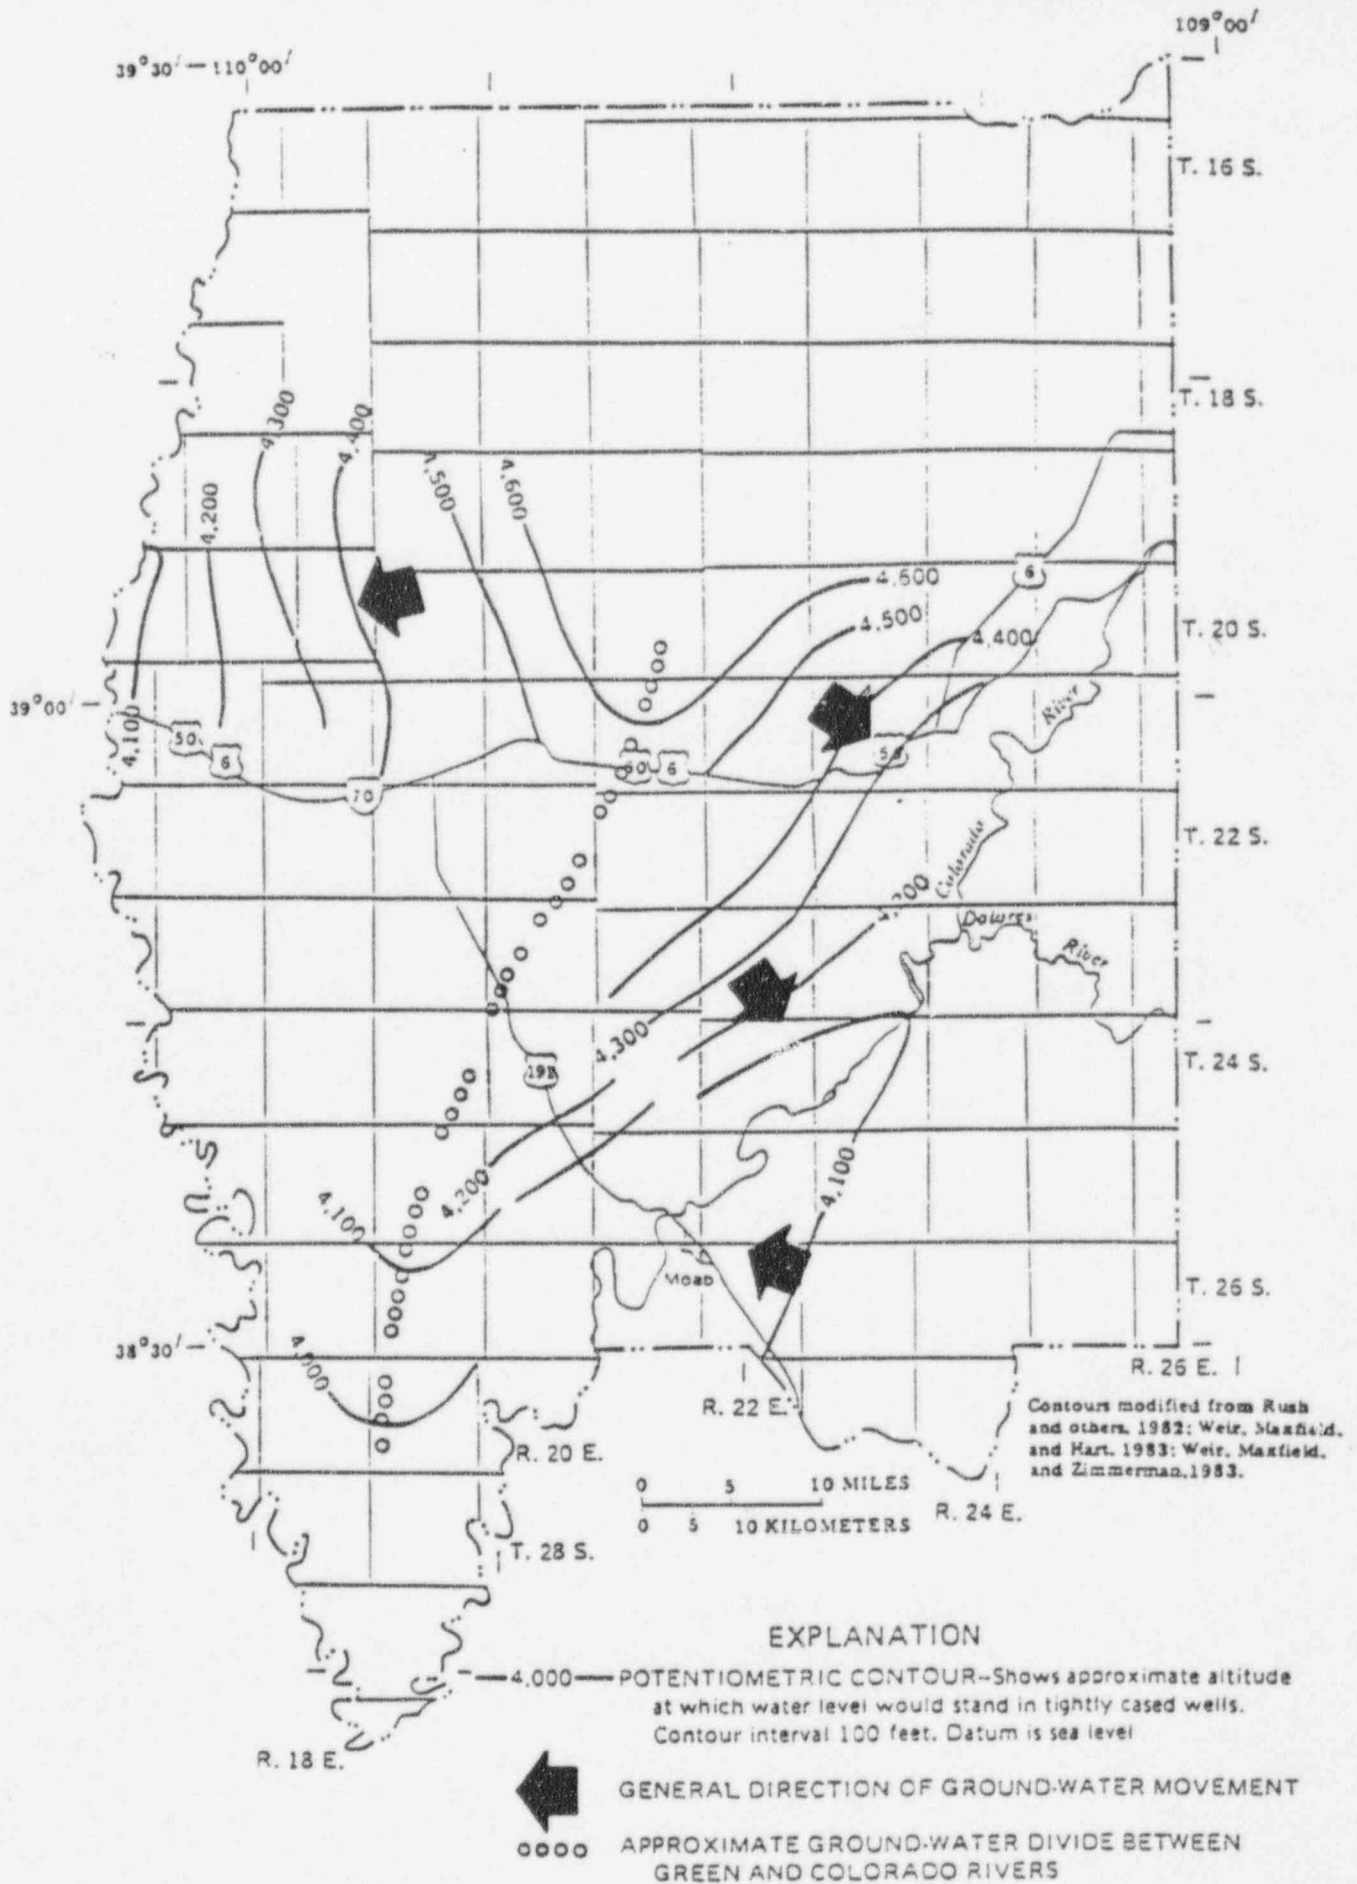 109°00'
39°30' 110°00'
T. 16 S.
T. 18 S.
4,300
4,400
4,500
4,600
4,200
6
4,600
4,500
4,400
T. 20 S.
39°00'
River
4,100
50
6
70
6
T. 22 S.
Colorado
Dolores
River
4,300
19
T. 24 S.
4,100
4,200
4,100
Moab
T. 26 S.
38°30'
4,000
R. 26 E.
R. 22 E.
Contours modified from Rush
and others, 1982; Weir, Maxfield,
and Hart, 1983; Weir, Maxfield,
and Zimmerman, 1983.
R. 20 E.
0 5 10 MILES
0 5 10 KILOMETERS
R. 24 E.
T. 28 S.
EXPLANATION
4,000 POTENTIOMETRIC CONTOUR--Shows approximate altitude
at which water level would stand in tightly cased wells.
Contour interval 100 feet. Datum is sea level
R. 18 E.
GENERAL DIRECTION OF GROUND-WATER MOVEMENT
APPROXIMATE GROUND-WATER DIVIDE BETWEEN
GREEN AND COLORADO RIVERS